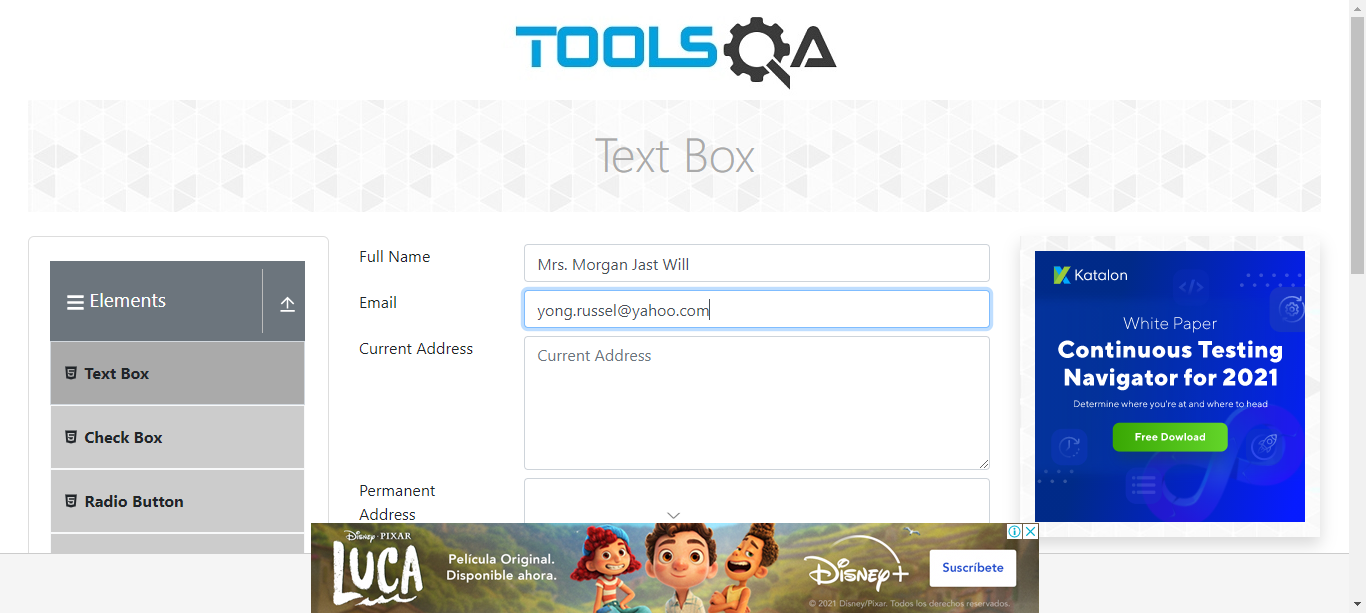 TOOLSQA
Text Box
Elements
Text Box
Check Box
Radio Button
Full Name
Mrs. Morgan Jast Will
Email
yong.russel@yahoo.com
Current Address
Current Address
Permanent
Address
Katalon
White Paper
Continuous Testing
Navigator for 2021
Determine where you're at and where to head
Free Dowload
Disney·PIXAR
LUCA
Película Original.
Disponible ahora.
Disney+
Suscríbete
© 2021 Disney/Pixar. Todos los derechos reservados.